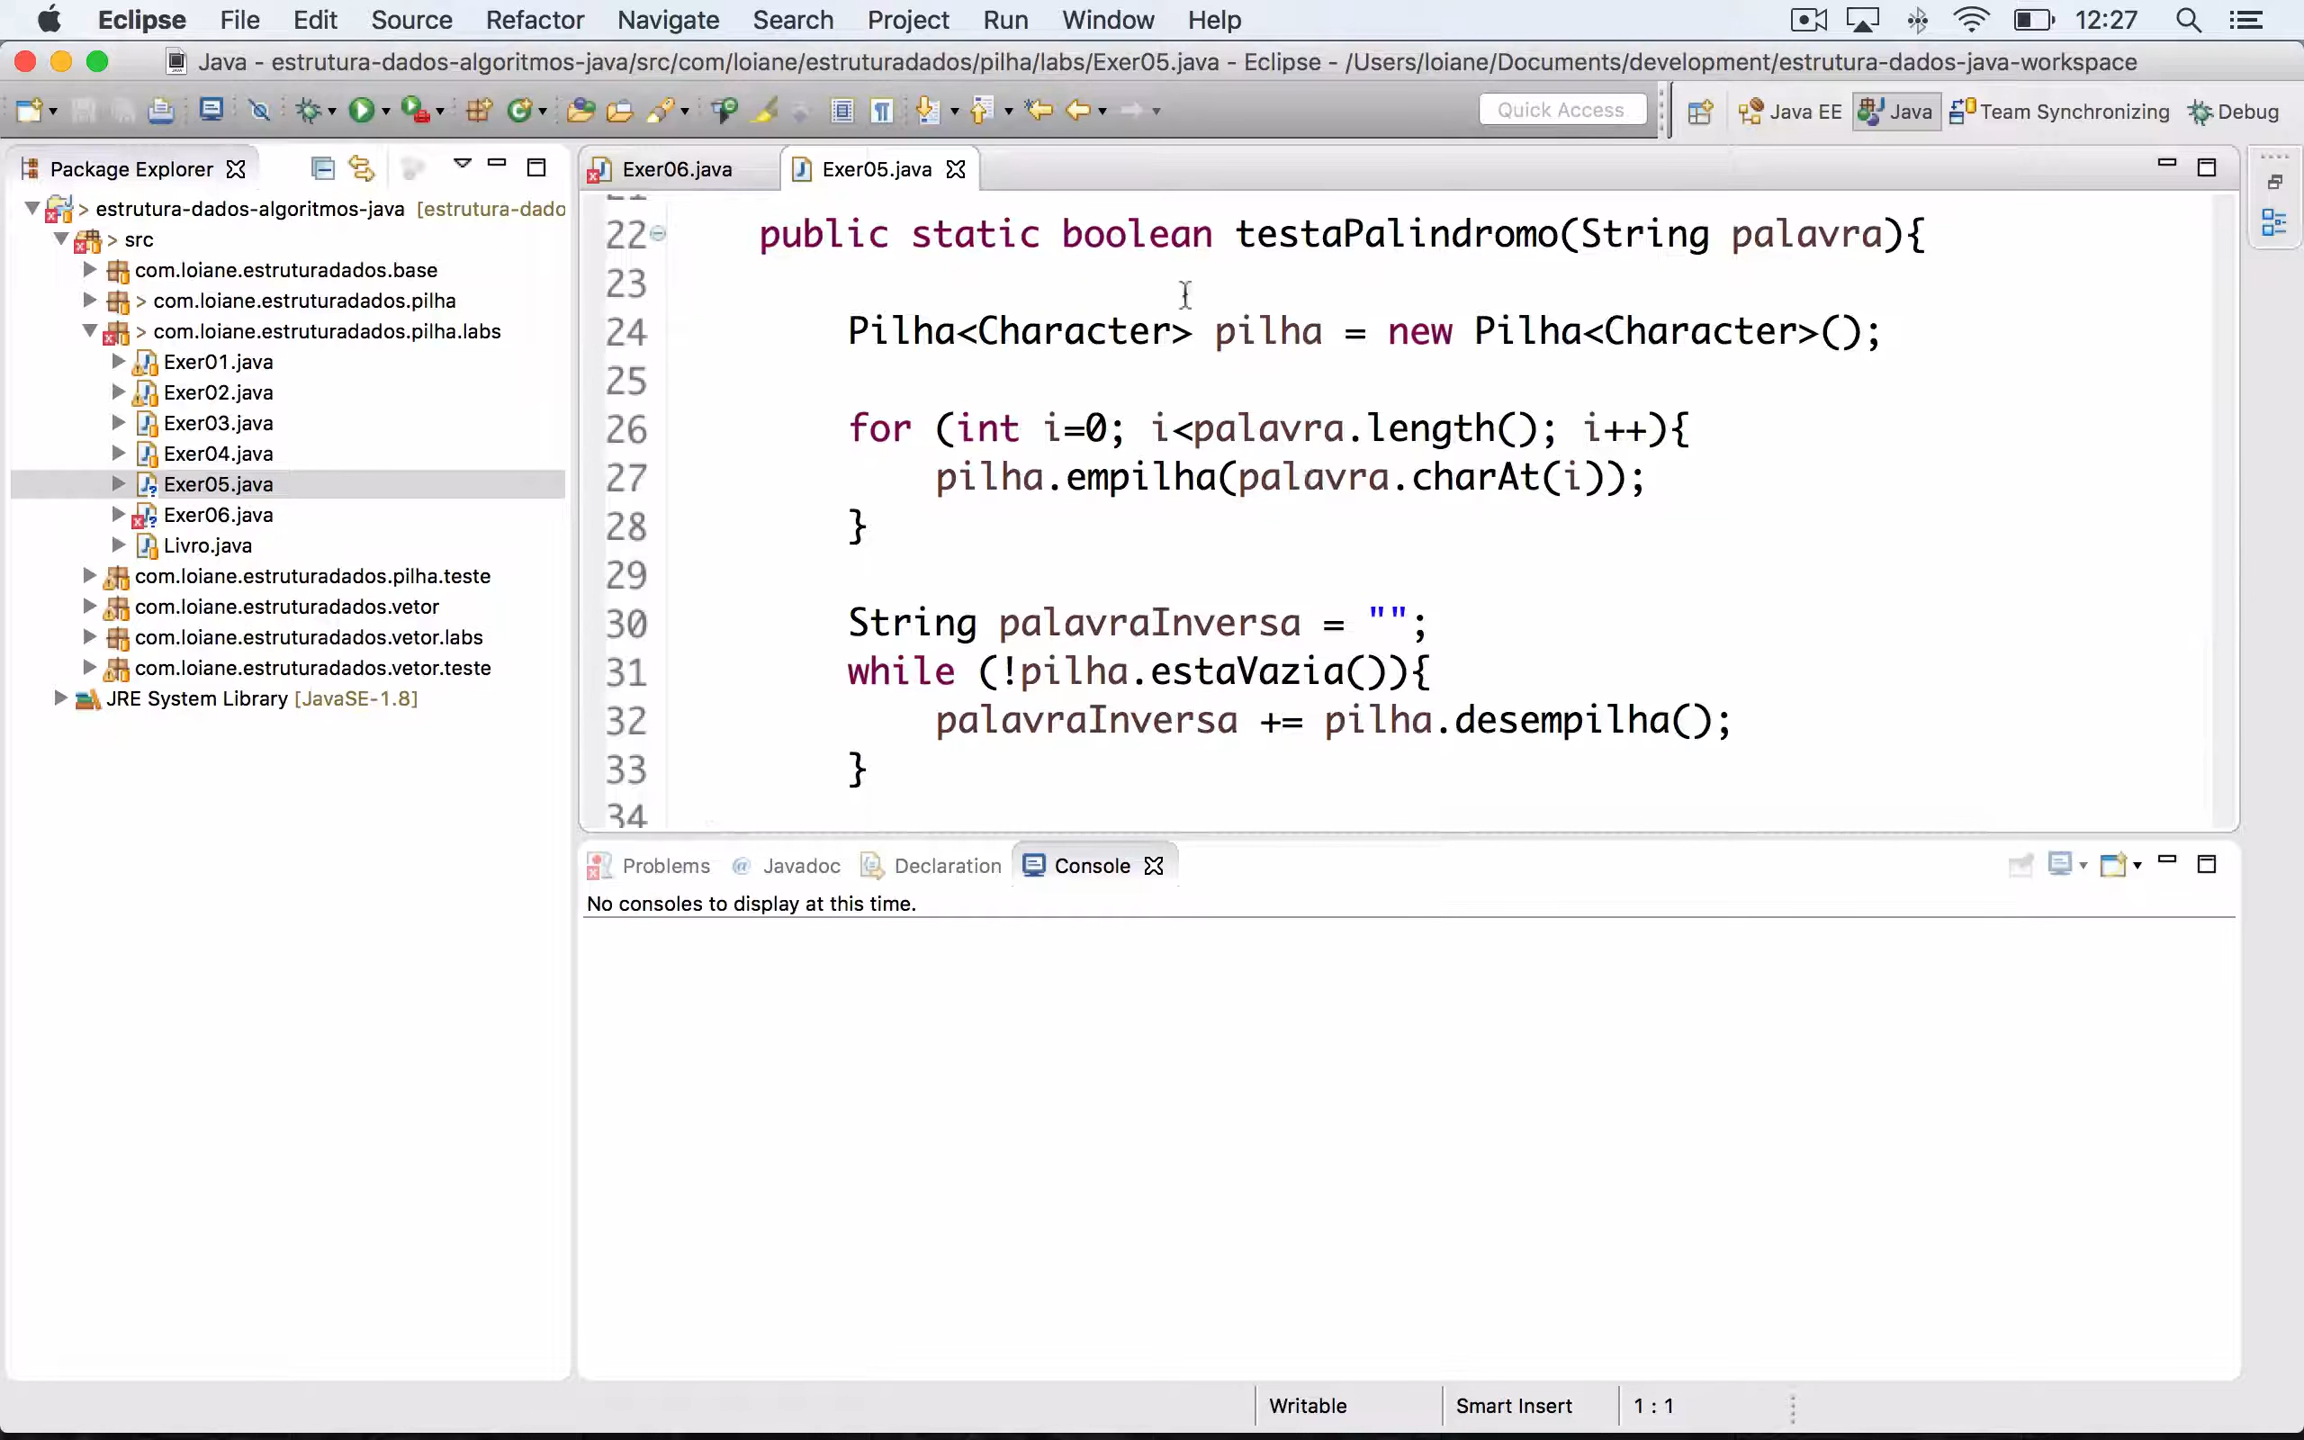 Eclipse File Edit Source Refactor Navigate Search Project Run Window Help 12:27
Java - estrutura-dados-algoritmos-java/src/com/loiane/estruturadados/pilha/labs/Exer05.java - Eclipse - /Users/loiane/Documents/development/estrutura-dados-java-workspace
Quick Access Java EE Java Team Synchronizing Debug
Package Explorer
> estrutura-dados-algoritmos-java [estrutura-dado
> src
com.loiane.estruturadados.base
> com.loiane.estruturadados.pilha
> com.loiane.estruturadados.pilha.labs
Exer01.java
Exer02.java
Exer03.java
Exer04.java
Exer05.java
Exer06.java
Livro.java
com.loiane.estruturadados.pilha.teste
com.loiane.estruturadados.vetor
com.loiane.estruturadados.vetor.labs
com.loiane.estruturadados.vetor.teste
JRE System Library [JavaSE-1.8]
Exer06.java Exer05.java
21
22 public static boolean testaPalindromo(String palavra){
23
24 Pilha<Character> pilha = new Pilha<Character>();
25
26 for (int i=0; i<palavra.length(); i++){
27 pilha.empilha(palavra.charAt(i));
28 }
29
30 String palavraInversa = "";
31 while (!pilha.estaVazia()){
32 palavraInversa += pilha.desempilha();
33 }
34
Problems @ Javadoc Declaration Console
No consoles to display at this time.
Writable Smart Insert 1 : 1